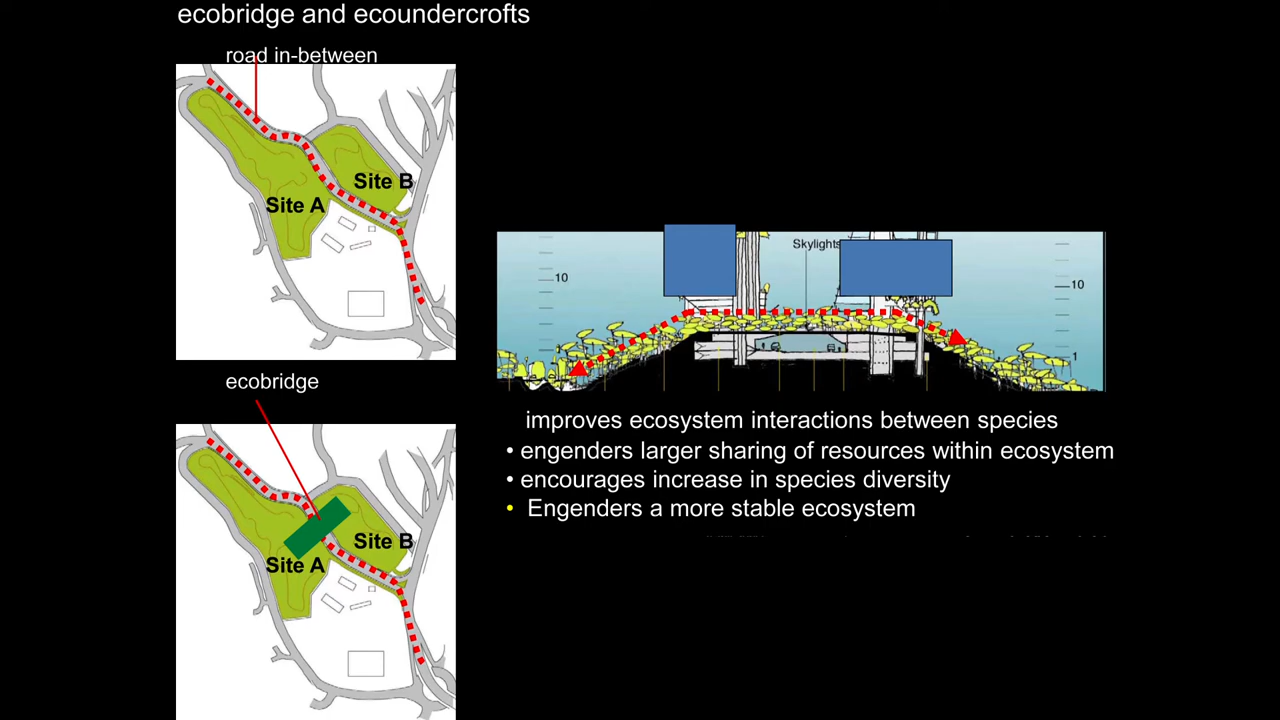 ecobridge and ecoundercrofts
road in-between
Site B
Site A
ecobridge
Site B
Site A
Skylights
10
10
1
improves ecosystem interactions between species
• engenders larger sharing of resources within ecosystem
• encourages increase in species diversity
• Engenders a more stable ecosystem